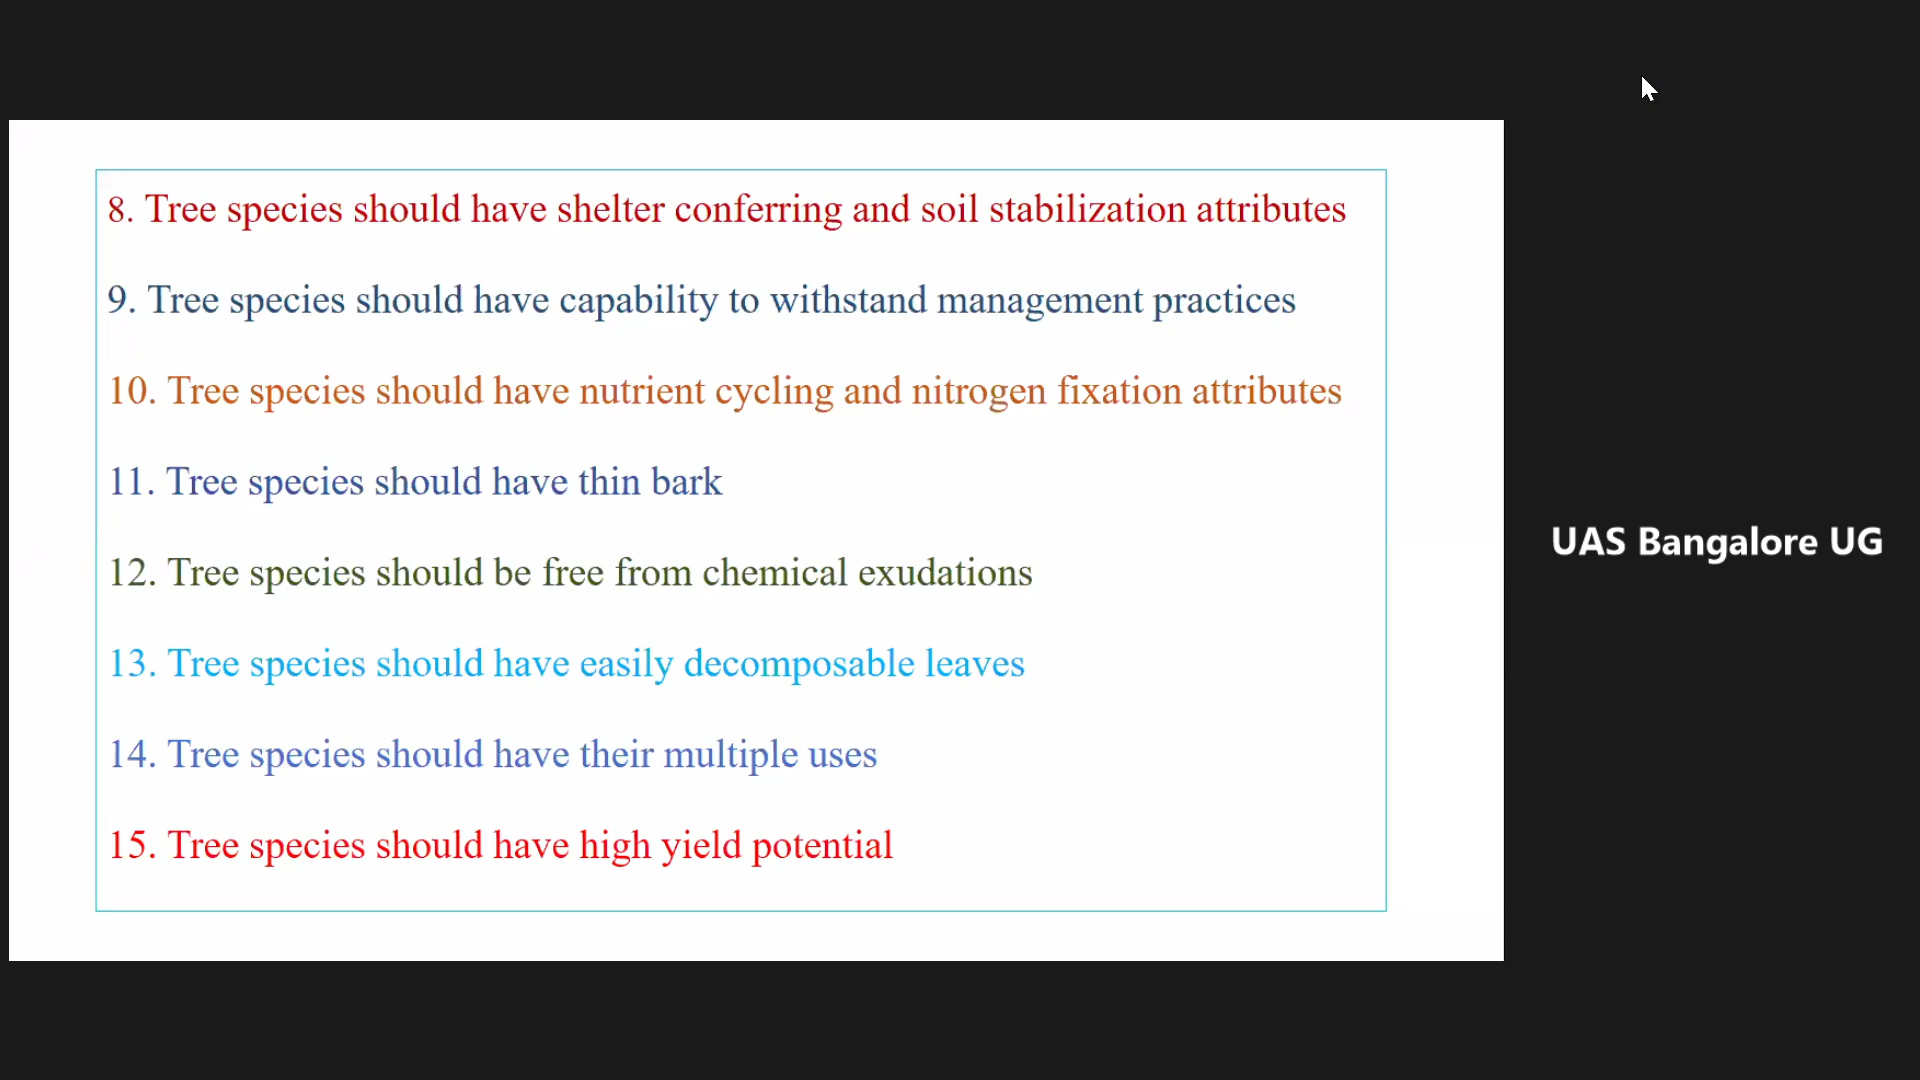 8. Tree species should have shelter conferring and soil stabilization attributes
9. Tree species should have capability to withstand management practices
10. Tree species should have nutrient cycling and nitrogen fixation attributes
11. Tree species should have thin bark
12. Tree species should be free from chemical exudations
13. Tree species should have easily decomposable leaves
14. Tree species should have their multiple uses
15. Tree species should have high yield potential
UAS Bangalore UG